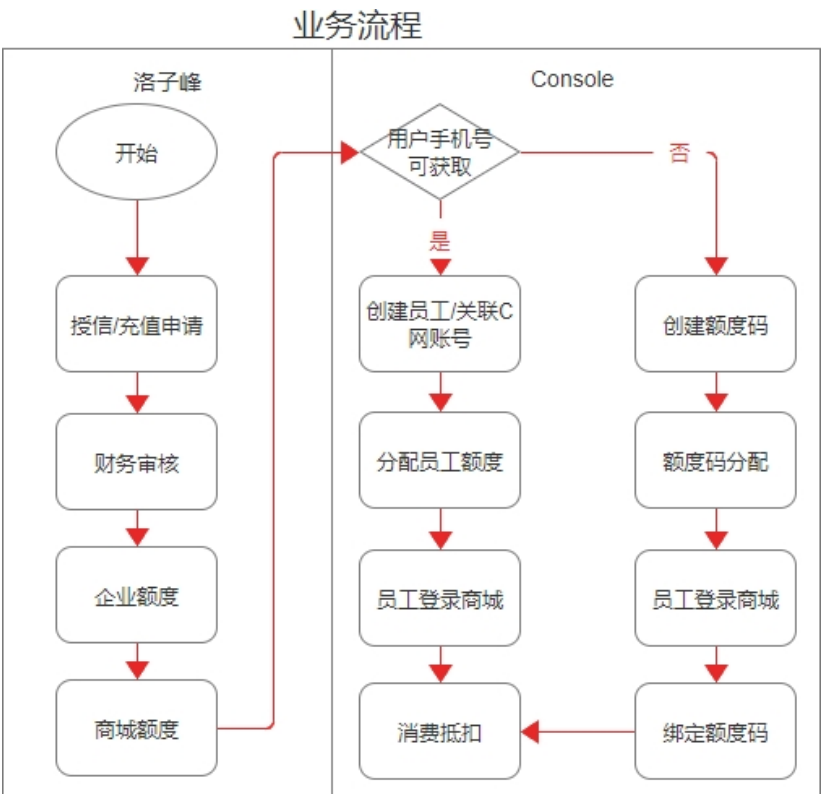 业务流程
洛子峰
Console
开始
用户手机号
可获取
否
是
授信/充值申请
创建员工/关联C
网账号
创建额度码
财务审核
分配员工额度
额度码分配
企业额度
员工登录商城
员工登录商城
商城额度
消费抵扣
绑定额度码